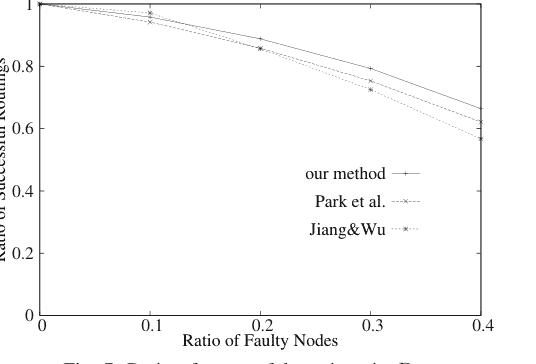 1
0.8
0.6
0.4
0.2
0
0 0.1 0.2 0.3 0.4
Ratio of Successful Routings
our method
Park et al.
Jiang&Wu
Ratio of Faulty Nodes